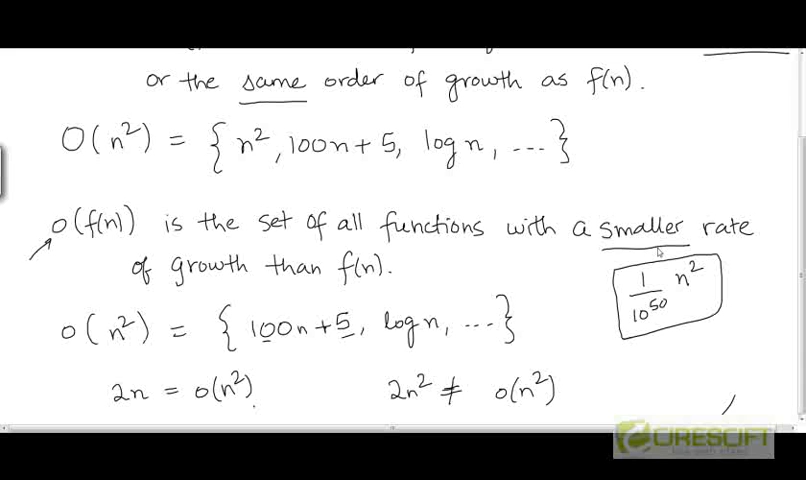 or the same order of growth as f(n).
O(n²) = { n², 100n + 5, log n, ... }
o(f(n)) is the set of all functions with a smaller rate
of growth than f(n).
1/10⁵⁰ n²
o(n²) = { 100n + 5, log n, ... }
2n = o(n²). 2n² ≠ o(n²)